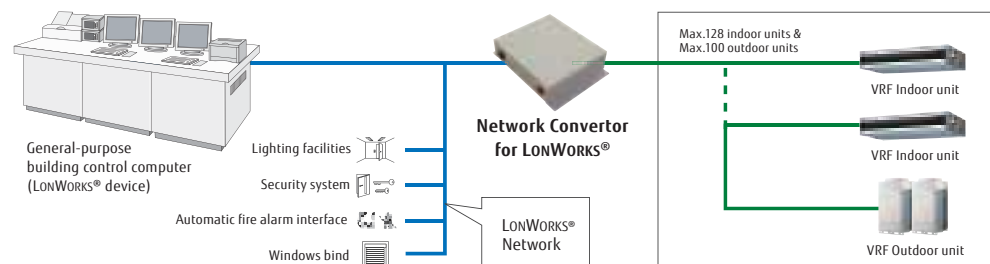 Max.128 indoor units &
Max.100 outdoor units
VRF Indoor unit
Network Convertor
for LONWORKS®
General-purpose
building control computer
(LONWORKS® device)
Lighting facilities
VRF Indoor unit
Security system
Automatic fire alarm interface
LONWORKS®
Network
Windows bind
VRF Outdoor unit